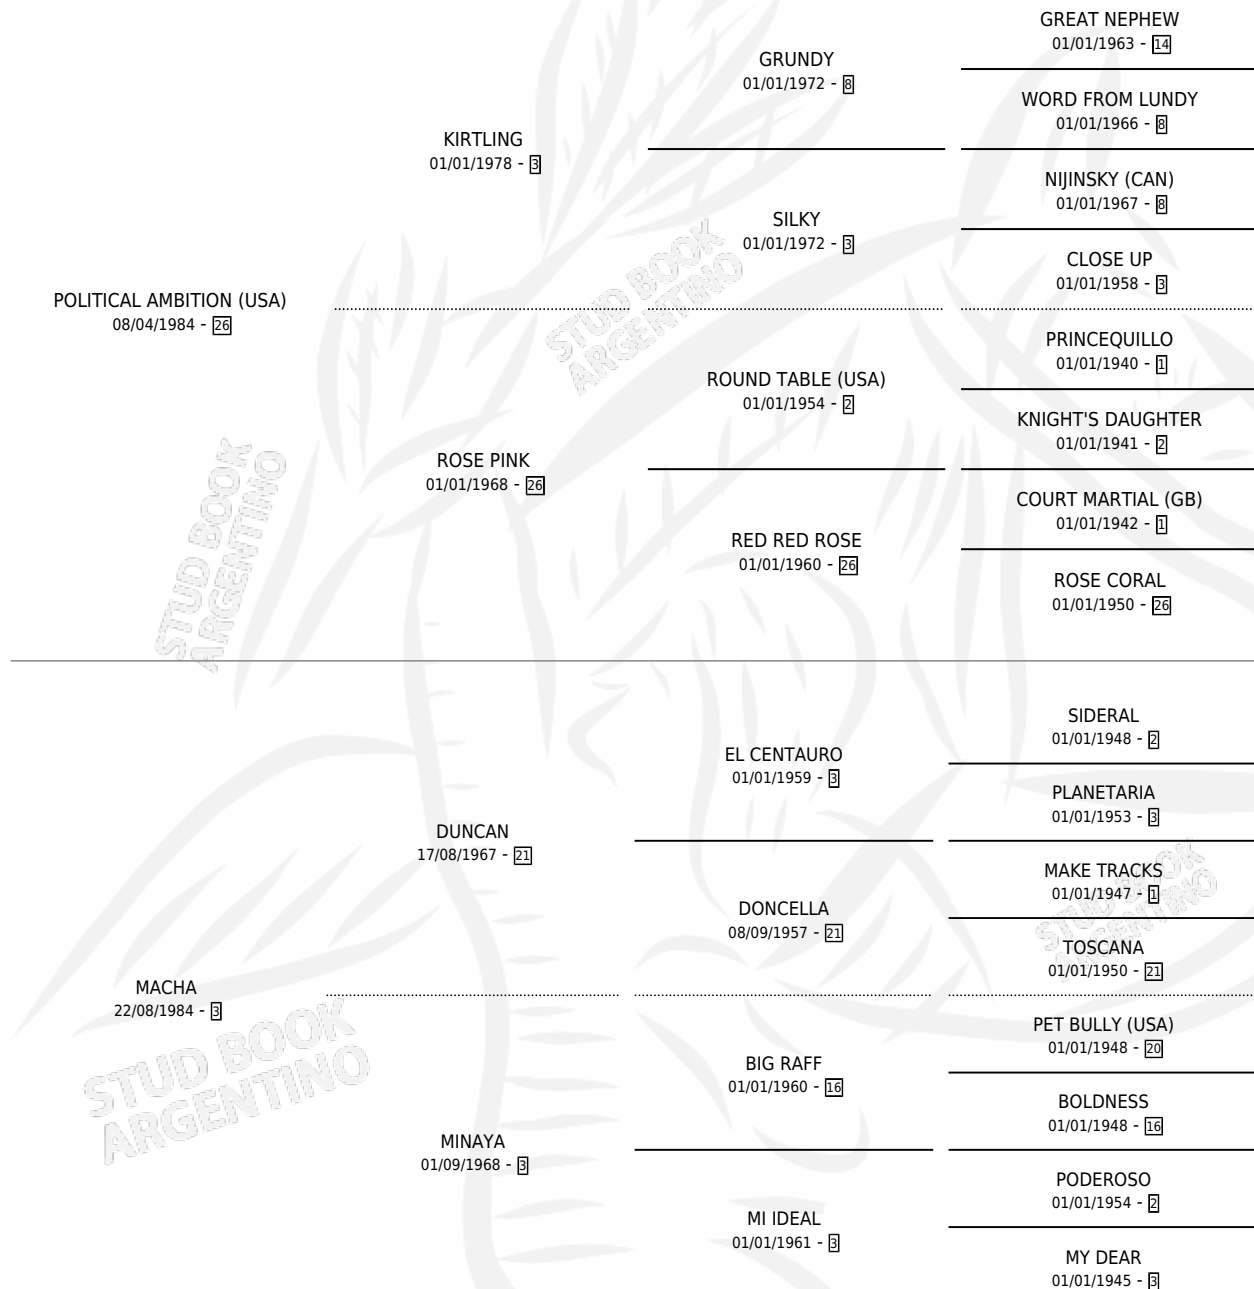 GREAT NEPHEW
01/01/1963 - 14
GRUNDY
01/01/1972 - 8
WORD FROM LUNDY
01/01/1966 - 8
KIRTLING
01/01/1978 - 3
NIJINSKY (CAN)
01/01/1967 - 8
SILKY
01/01/1972 - 3
CLOSE UP
01/01/1958 - 3
POLITICAL AMBITION (USA)
08/04/1984 - 26
PRINCEQUILLO
01/01/1940 - 1
ROUND TABLE (USA)
01/01/1954 - 2
KNIGHT'S DAUGHTER
01/01/1941 - 2
ROSE PINK
01/01/1968 - 26
COURT MARTIAL (GB)
01/01/1942 - 1
RED RED ROSE
01/01/1960 - 26
ROSE CORAL
01/01/1950 - 26
SIDERAL
01/01/1948 - 2
EL CENTAURO
01/01/1959 - 3
PLANETARIA
01/01/1953 - 3
DUNCAN
17/08/1967 - 21
MAKE TRACKS
01/01/1947 - 1
DONCELLA
08/09/1957 - 21
TOSCANA
01/01/1950 - 21
MACHA
22/08/1984 - 3
PET BULLY (USA)
01/01/1948 - 20
BIG RAFF
01/01/1960 - 16
BOLDNESS
01/01/1948 - 16
MINAYA
01/09/1968 - 3
PODEROSO
01/01/1954 - 2
MI IDEAL
01/01/1961 - 3
MY DEAR
01/01/1945 - 3
STUD BOOK
ARGENTINO
STUD BOOK
ARGENTINO
STUD BOOK
ARGENTINO
STUD BOOK
ARGENTINO